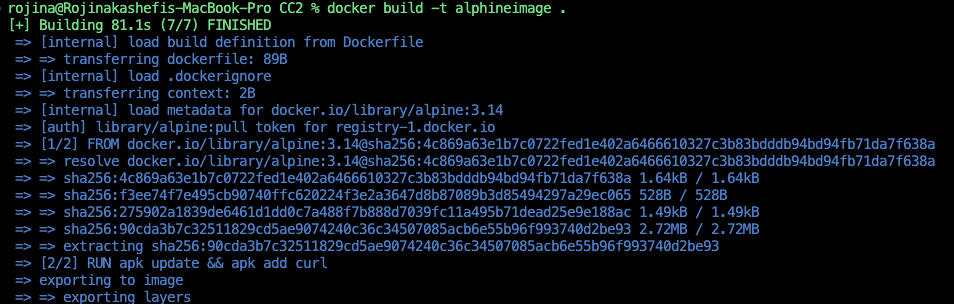 rojina@Rojinakashefis-MacBook-Pro CC2 % docker build -t alphineimage .
[+] Building 81.1s (7/7) FINISHED
=> [internal] load build definition from Dockerfile
=> => transferring dockerfile: 89B
=> [internal] load .dockerignore
=> => transferring context: 2B
=> [internal] load metadata for docker.io/library/alpine:3.14
=> [auth] library/alpine:pull token for registry-1.docker.io
=> [1/2] FROM docker.io/library/alpine:3.14@sha256:4c869a63e1b7c0722fed1e402a6466610327c3b83bdddb94bd94fb71da7f638a
=> => resolve docker.io/library/alpine:3.14@sha256:4c869a63e1b7c0722fed1e402a6466610327c3b83bdddb94bd94fb71da7f638a
=> => sha256:4c869a63e1b7c0722fed1e402a6466610327c3b83bdddb94bd94fb71da7f638a 1.64kB / 1.64kB
=> => sha256:f3ee74f7e495cb90740ffc620224f3e2a3647d8b87089b3d85494297a29ec065 528B / 528B
=> => sha256:275902a1839de6461d1dd0c7a488f7b888d7039fc11a495b71dead25e9e188ac 1.49kB / 1.49kB
=> => sha256:90cda3b7c32511829cd5ae9074240c36c34507085acb6e55b96f993740d2be93 2.72MB / 2.72MB
=> => extracting sha256:90cda3b7c32511829cd5ae9074240c36c34507085acb6e55b96f993740d2be93
=> [2/2] RUN apk update && apk add curl
=> exporting to image
=> => exporting layers